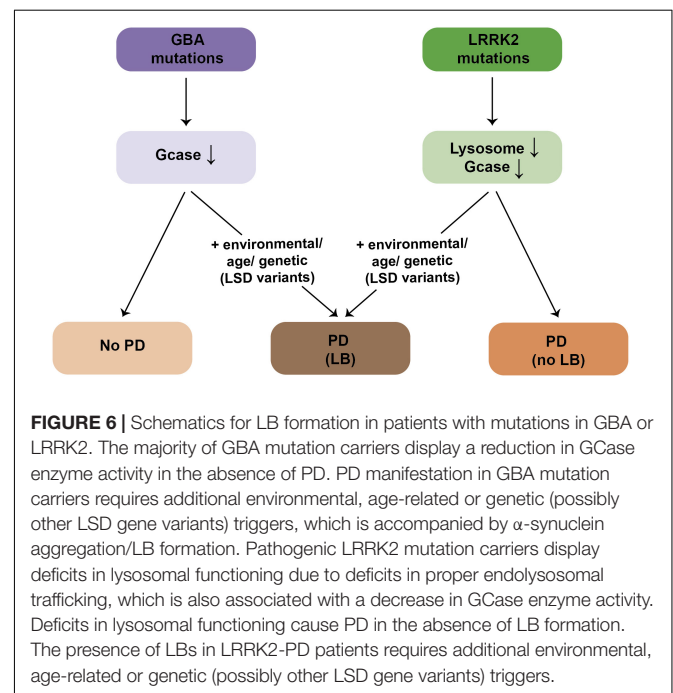 GBA
mutations
LRRK2
mutations
Gcase ↓
Lysosome ↓
Gcase ↓
+ environmental/
age/ genetic
(LSD variants)
+ environmental/
age/ genetic
(LSD variants)
No PD
PD
(LB)
PD
(no LB)
FIGURE 6 | Schematics for LB formation in patients with mutations in GBA or
LRRK2. The majority of GBA mutation carriers display a reduction in GCase
enzyme activity in the absence of PD. PD manifestation in GBA mutation
carriers requires additional environmental, age-related or genetic (possibly
other LSD gene variants) triggers, which is accompanied by α-synuclein
aggregation/LB formation. Pathogenic LRRK2 mutation carriers display
deficits in lysosomal functioning due to deficits in proper endolysosomal
trafficking, which is also associated with a decrease in GCase enzyme activity.
Deficits in lysosomal functioning cause PD in the absence of LB formation.
The presence of LBs in LRRK2-PD patients requires additional environmental,
age-related or genetic (possibly other LSD gene variants) triggers.